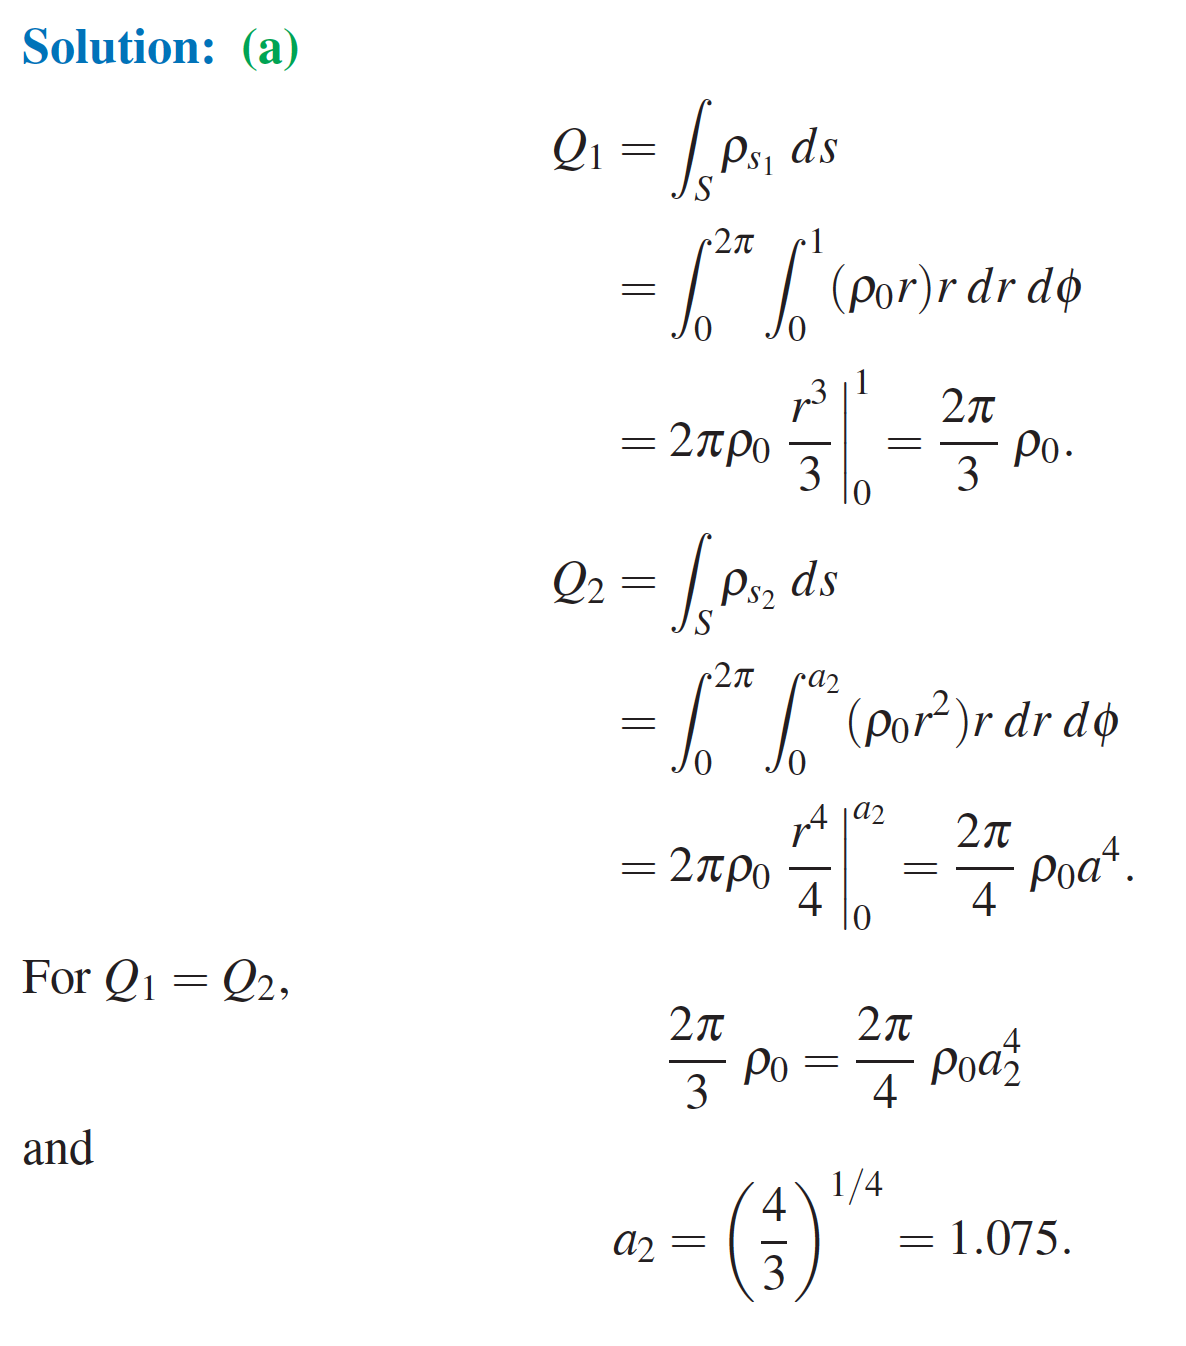 Solution: (a)
Q₁ = ∫_S ρ_{s₁} ds
= ∫₀^{2π} ∫₀^1 (ρ₀r)r dr dϕ
= 2πρ₀ r³/3 |₀^1 = 2π/3 ρ₀.
Q₂ = ∫_S ρ_{s₂} ds
= ∫₀^{2π} ∫₀^{a₂} (ρ₀r²)r dr dϕ
= 2πρ₀ r⁴/4 |₀^{a₂} = 2π/4 ρ₀a⁴.
For Q₁ = Q₂,
2π/3 ρ₀ = 2π/4 ρ₀a₂⁴
and
a₂ = (4/3)^{1/4} = 1.075.